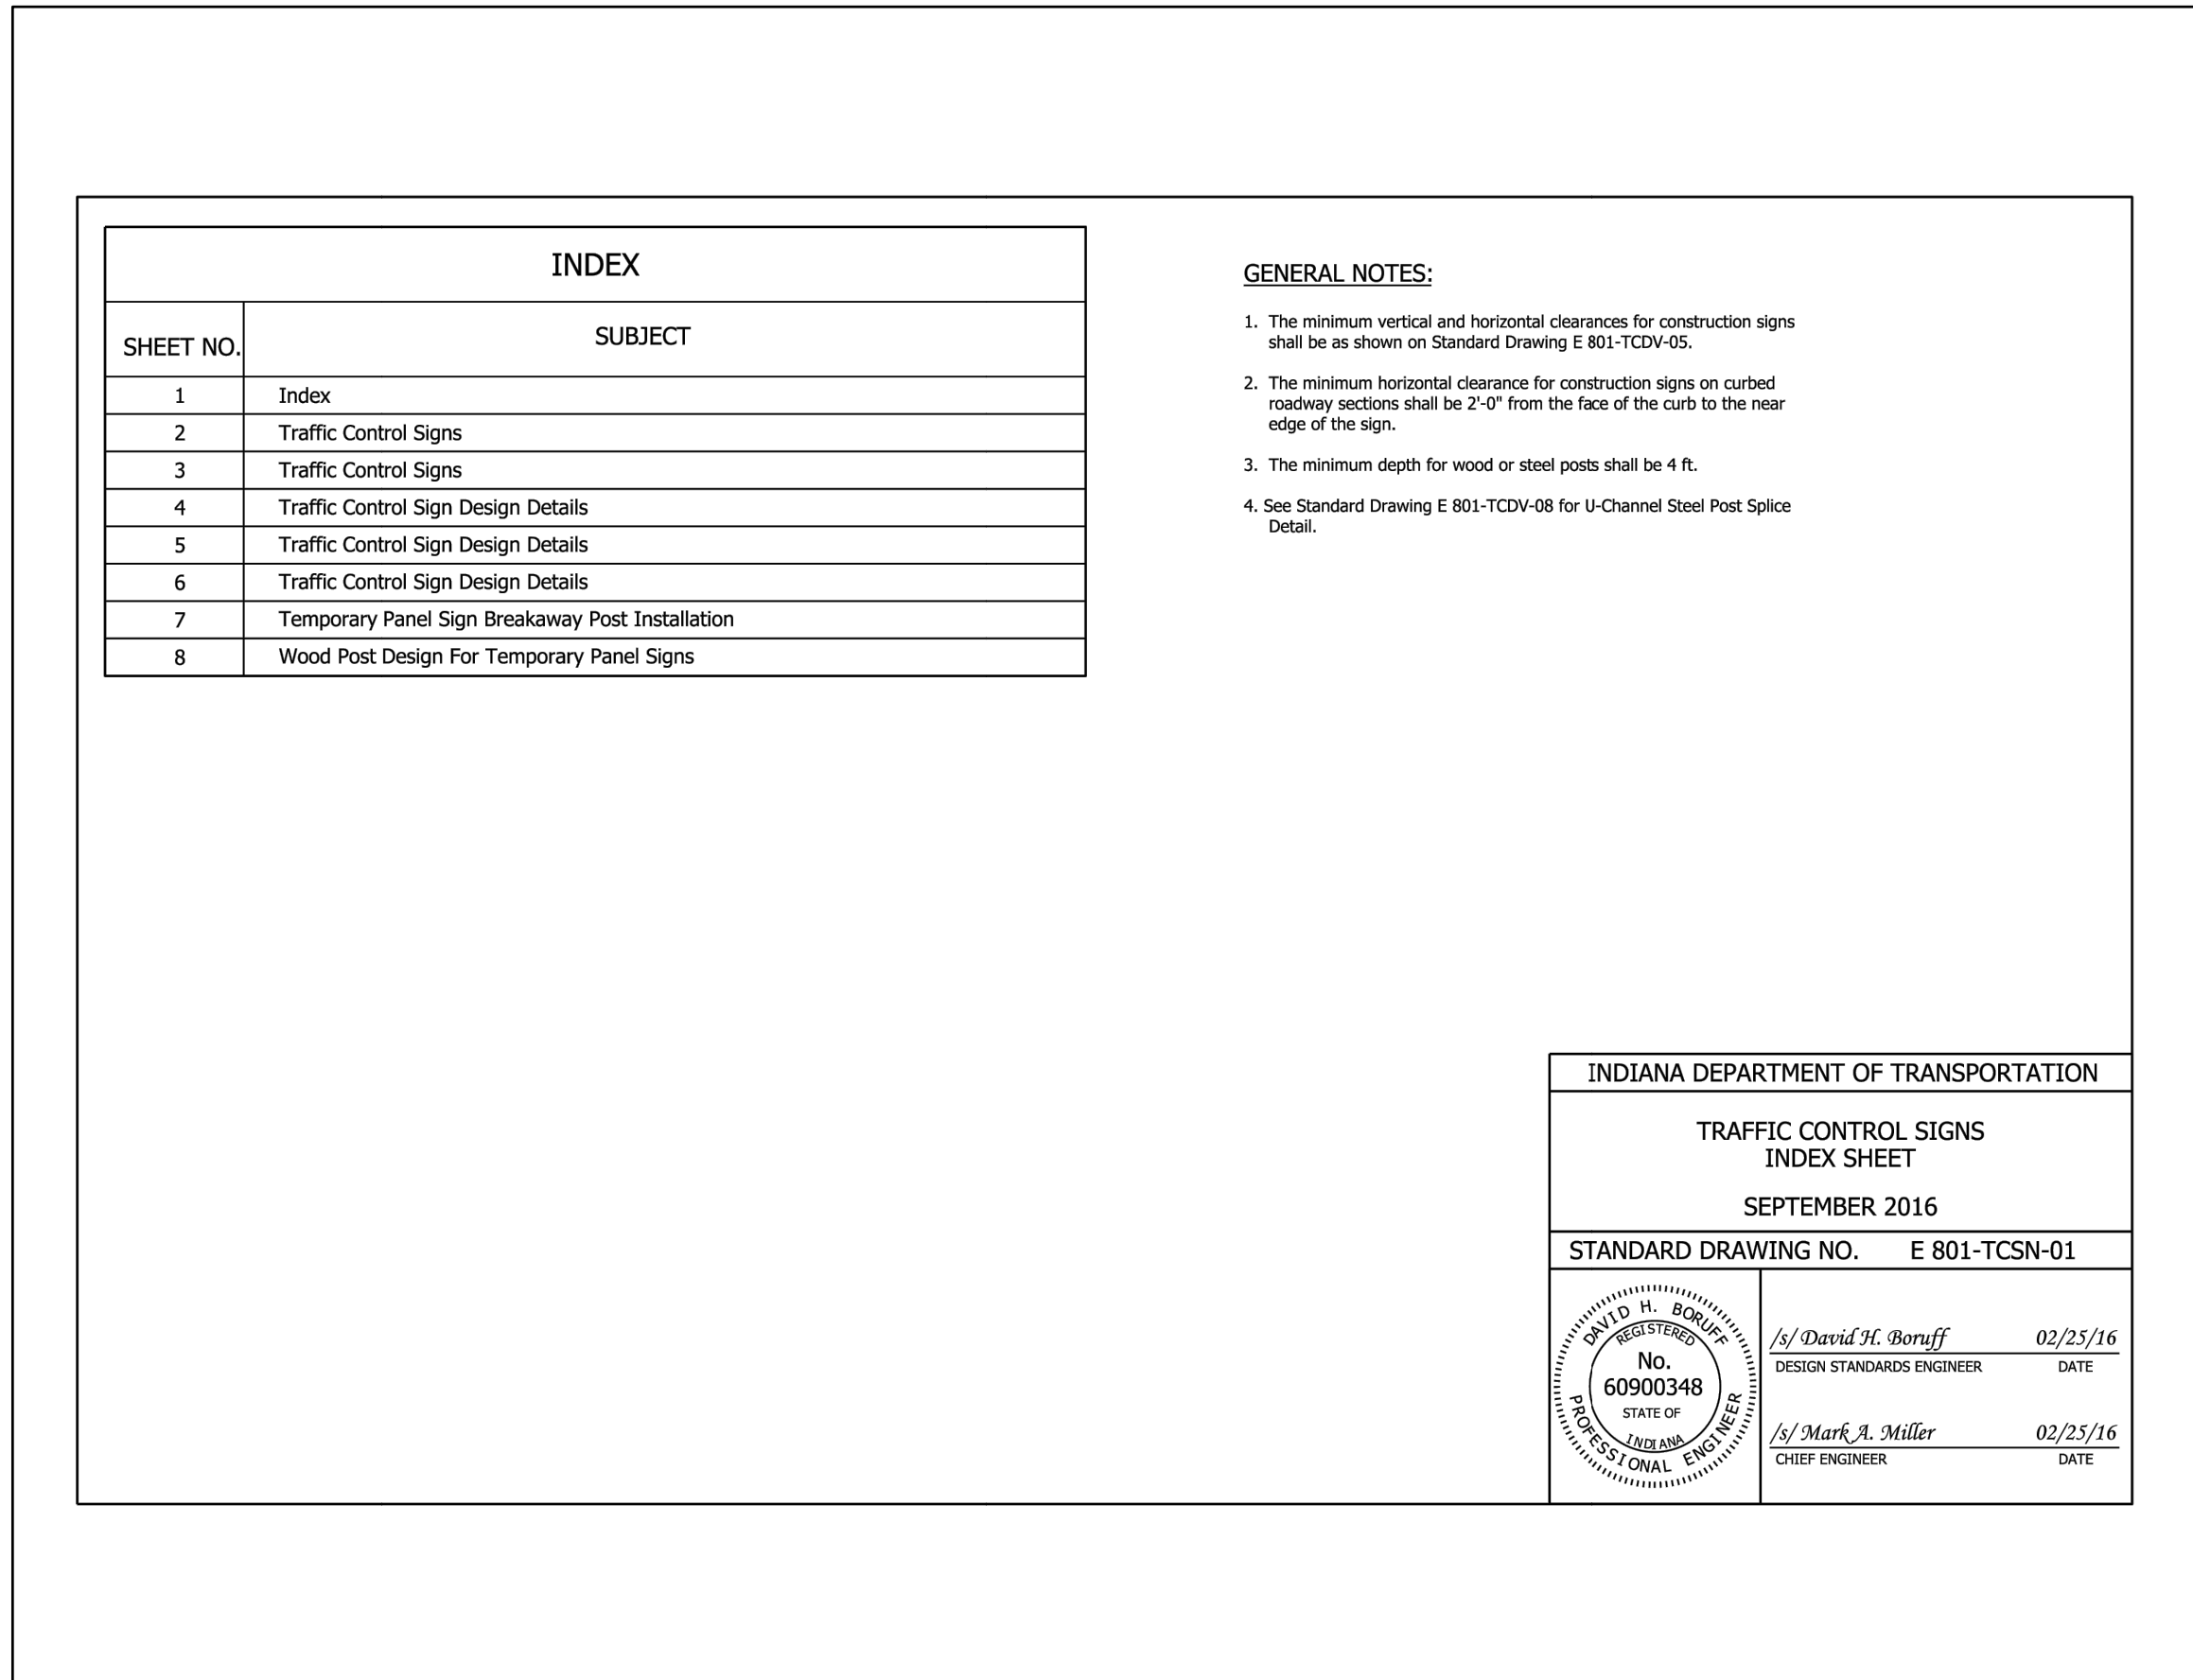 INDEX
SHEET NO. SUBJECT
1 Index
2 Traffic Control Signs
3 Traffic Control Signs
4 Traffic Control Sign Design Details
5 Traffic Control Sign Design Details
6 Traffic Control Sign Design Details
7 Temporary Panel Sign Breakaway Post Installation
8 Wood Post Design For Temporary Panel Signs
GENERAL NOTES:
1. The minimum vertical and horizontal clearances for construction signs
shall be as shown on Standard Drawing E 801-TCDV-05.
2. The minimum horizontal clearance for construction signs on curbed
roadway sections shall be 2'-0" from the face of the curb to the near
edge of the sign.
3. The minimum depth for wood or steel posts shall be 4 ft.
4. See Standard Drawing E 801-TCDV-08 for U-Channel Steel Post Splice
Detail.
INDIANA DEPARTMENT OF TRANSPORTATION
TRAFFIC CONTROL SIGNS
INDEX SHEET
SEPTEMBER 2016
STANDARD DRAWING NO. E 801-TCSN-01
DAVID H. BORUFF
REGISTERED
No.
60900348
STATE OF
INDIANA
PROFESSIONAL ENGINEER
/s/ David H. Boruff 02/25/16
DESIGN STANDARDS ENGINEER DATE
/s/ Mark A. Miller 02/25/16
CHIEF ENGINEER DATE